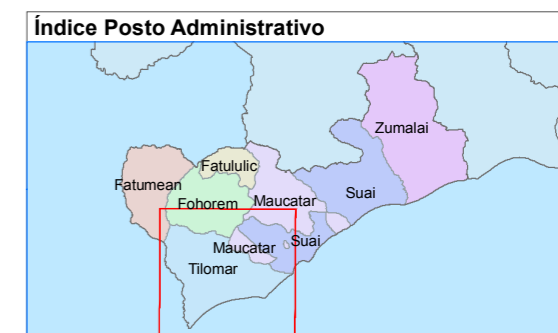 Índice Posto Administrativo
Zumalai
Fatululic
Fatumean
Suai
Fohorem
Maucatar
Suai
Maucatar
Tilomar